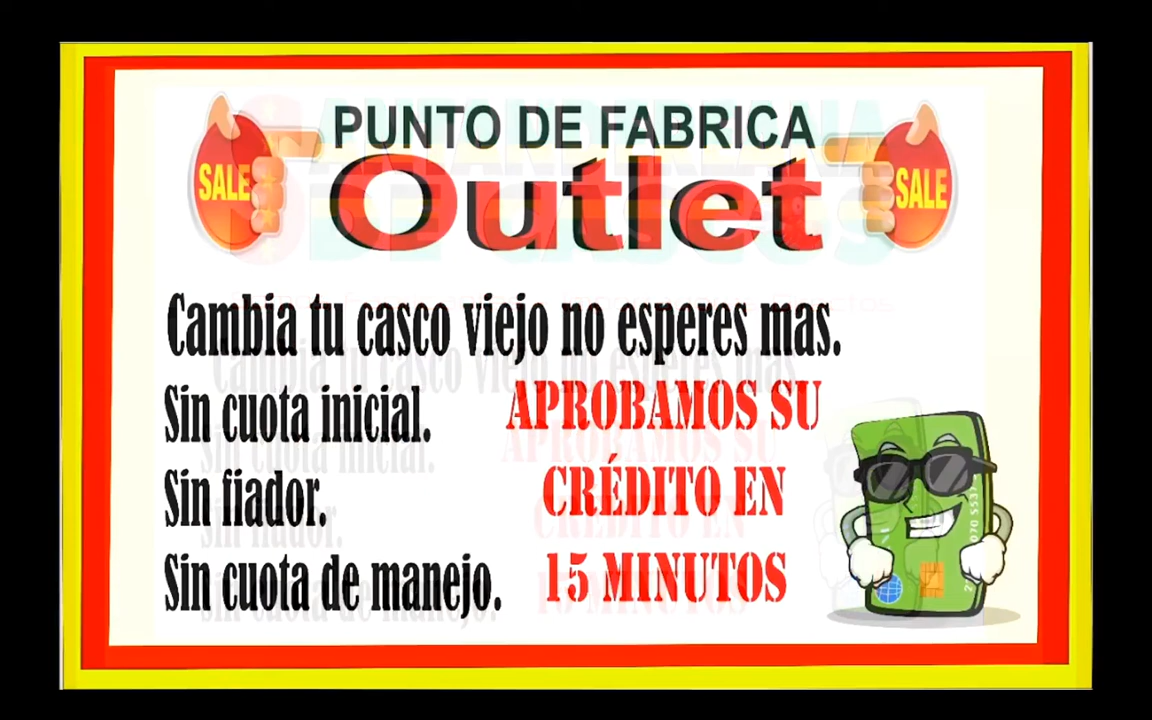 PUNTO DE FABRICA
SALE
Outlet
SALE
Cambia tu casco viejo no esperes mas.
Sin cuota inicial.
APROBAMOS SU
Sin fiador.
CRÉDITO EN
Sin cuota de manejo.
15 MINUTOS